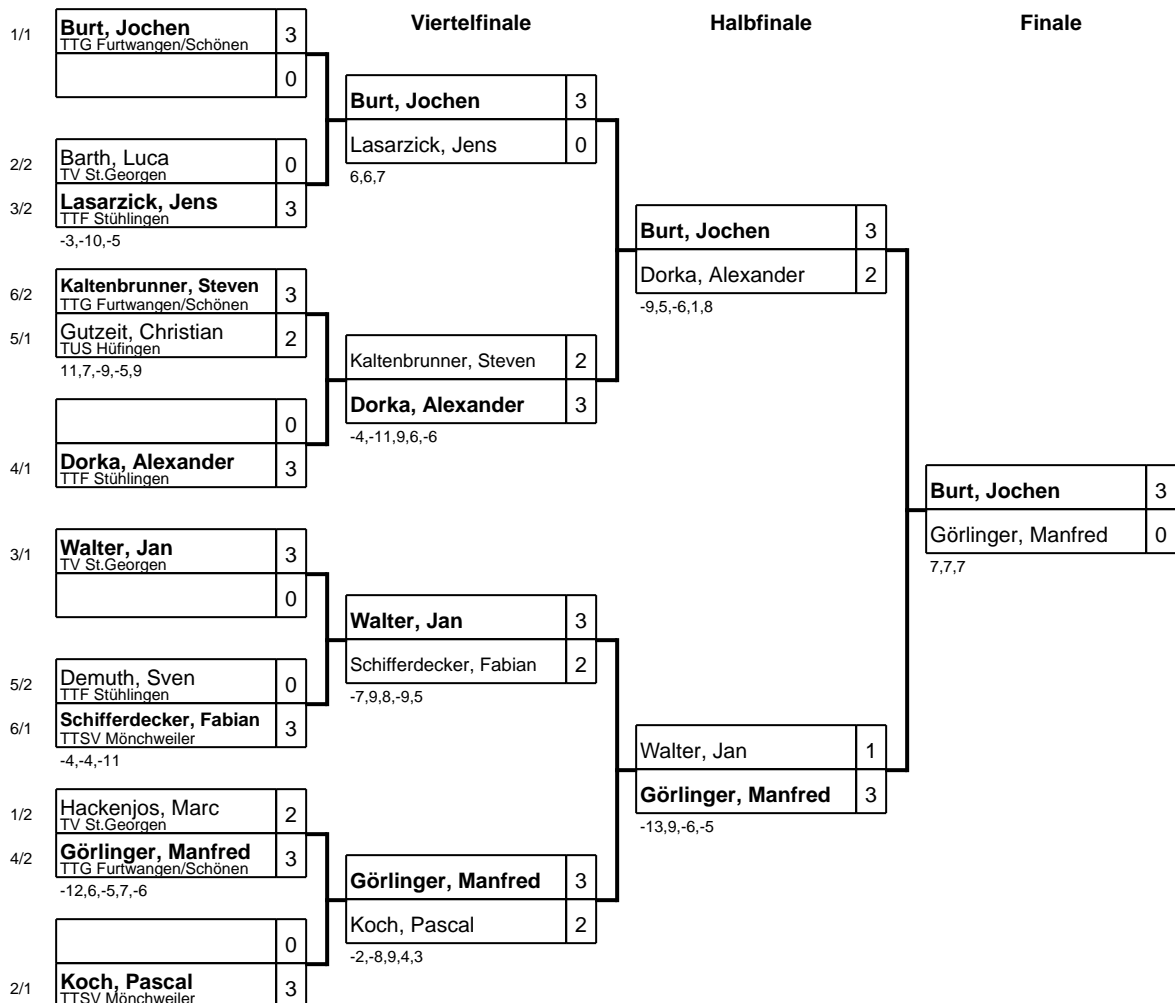 Viertelfinale
Halbfinale
Finale
1/1
Burt, Jochen
3
TTG Furtwangen/Schönen
0
2/2
Barth, Luca
0
TV St.Georgen
3/2
Lasarzick, Jens
3
TTF Stühlingen
-3,-10,-5
6/2
Kaltenbrunner, Steven
3
TTG Furtwangen/Schönen
5/1
Gutzeit, Christian
2
TUS Hüfingen
11,7,-9,-5,9
0
4/1
Dorka, Alexander
3
TTF Stühlingen
3/1
Walter, Jan
3
TV St.Georgen
0
5/2
Demuth, Sven
0
TTF Stühlingen
6/1
Schifferdecker, Fabian
3
TTSV Mönchweiler
-4,-4,-11
1/2
Hackenjos, Marc
2
TV St.Georgen
4/2
Görlinger, Manfred
3
TTG Furtwangen/Schönen
-12,6,-5,7,-6
0
2/1
Koch, Pascal
3
TTSV Mönchweiler
Burt, Jochen
3
Lasarzick, Jens
0
6,6,7
Kaltenbrunner, Steven
2
Dorka, Alexander
3
-4,-11,9,6,-6
Walter, Jan
3
Schifferdecker, Fabian
2
-7,9,8,-9,5
Görlinger, Manfred
3
Koch, Pascal
2
-2,-8,9,4,3
Burt, Jochen
3
Dorka, Alexander
2
-9,5,-6,1,8
Walter, Jan
1
Görlinger, Manfred
3
-13,9,-6,-5
Burt, Jochen
3
Görlinger, Manfred
0
7,7,7